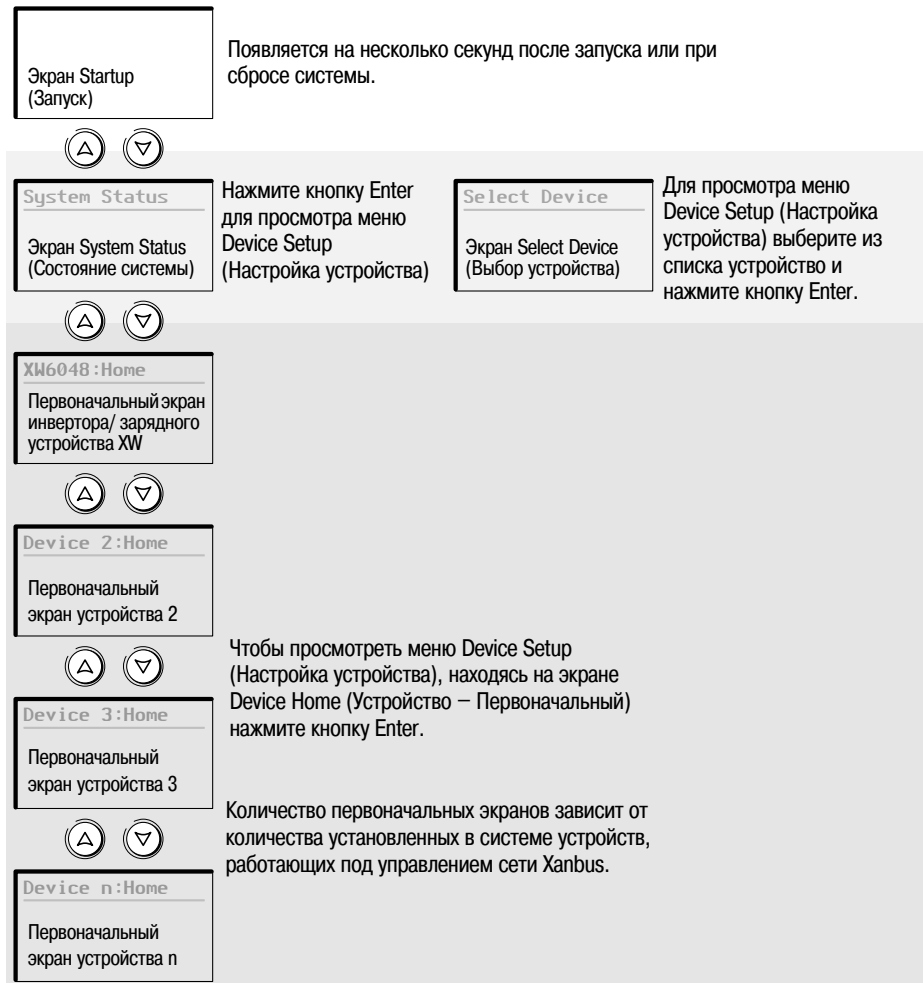 Экран Startup
(Запуск)
Появляется на несколько секунд после запуска или при
сбросе системы.
System Status
Экран System Status
(Состояние системы)
Нажмите кнопку Enter
для просмотра меню
Device Setup
(Настройка устройства)
Select Device
Экран Select Device
(Выбор устройства)
Для просмотра меню
Device Setup (Настройка
устройства) выберите из
списка устройство и
нажмите кнопку Enter.
XW6048:Home
Первоначальный экран
инвертора/ зарядного
устройства XW
Device 2:Home
Первоначальный
экран устройства 2
Чтобы просмотреть меню Device Setup
(Настройка устройства), находясь на экране
Device Home (Устройство – Первоначальный)
нажмите кнопку Enter.
Device 3:Home
Первоначальный
экран устройства 3
Количество первоначальных экранов зависит от
количества установленных в системе устройств,
работающих под управлением сети Xanbus.
Device n:Home
Первоначальный
экран устройства n